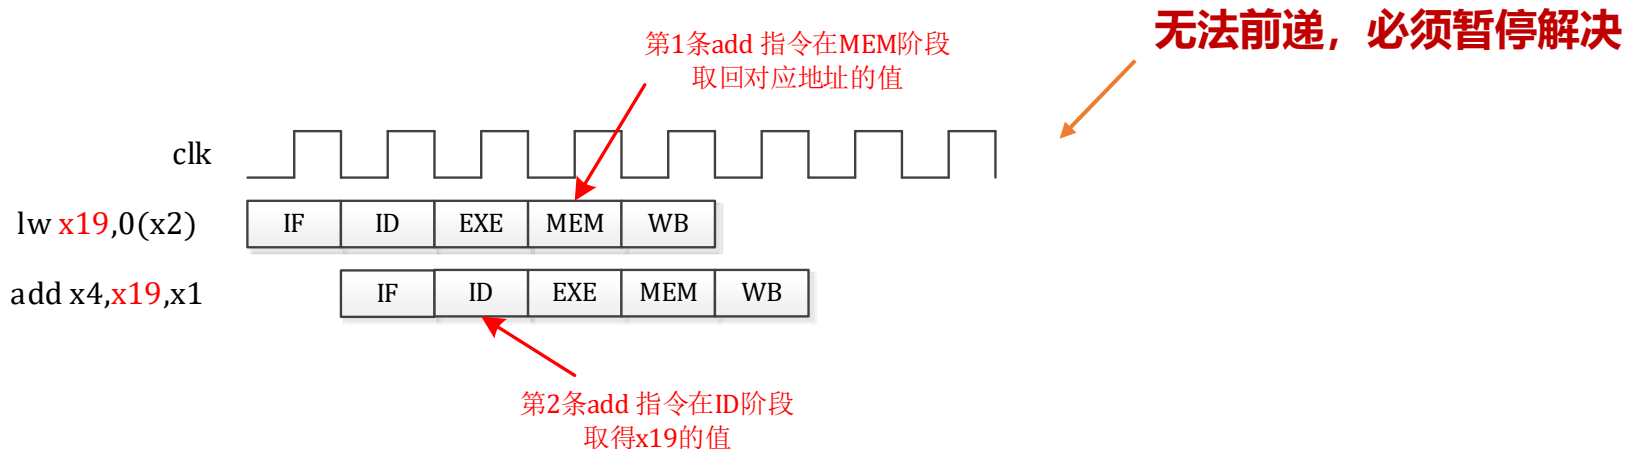 无法前递，必须暂停解决
第1条add 指令在MEM阶段
取回对应地址的值
clk
lw x19,0(x2)
IF ID EXE MEM WB
add x4,x19,x1
IF ID EXE MEM WB
第2条add 指令在ID阶段
取得x19的值